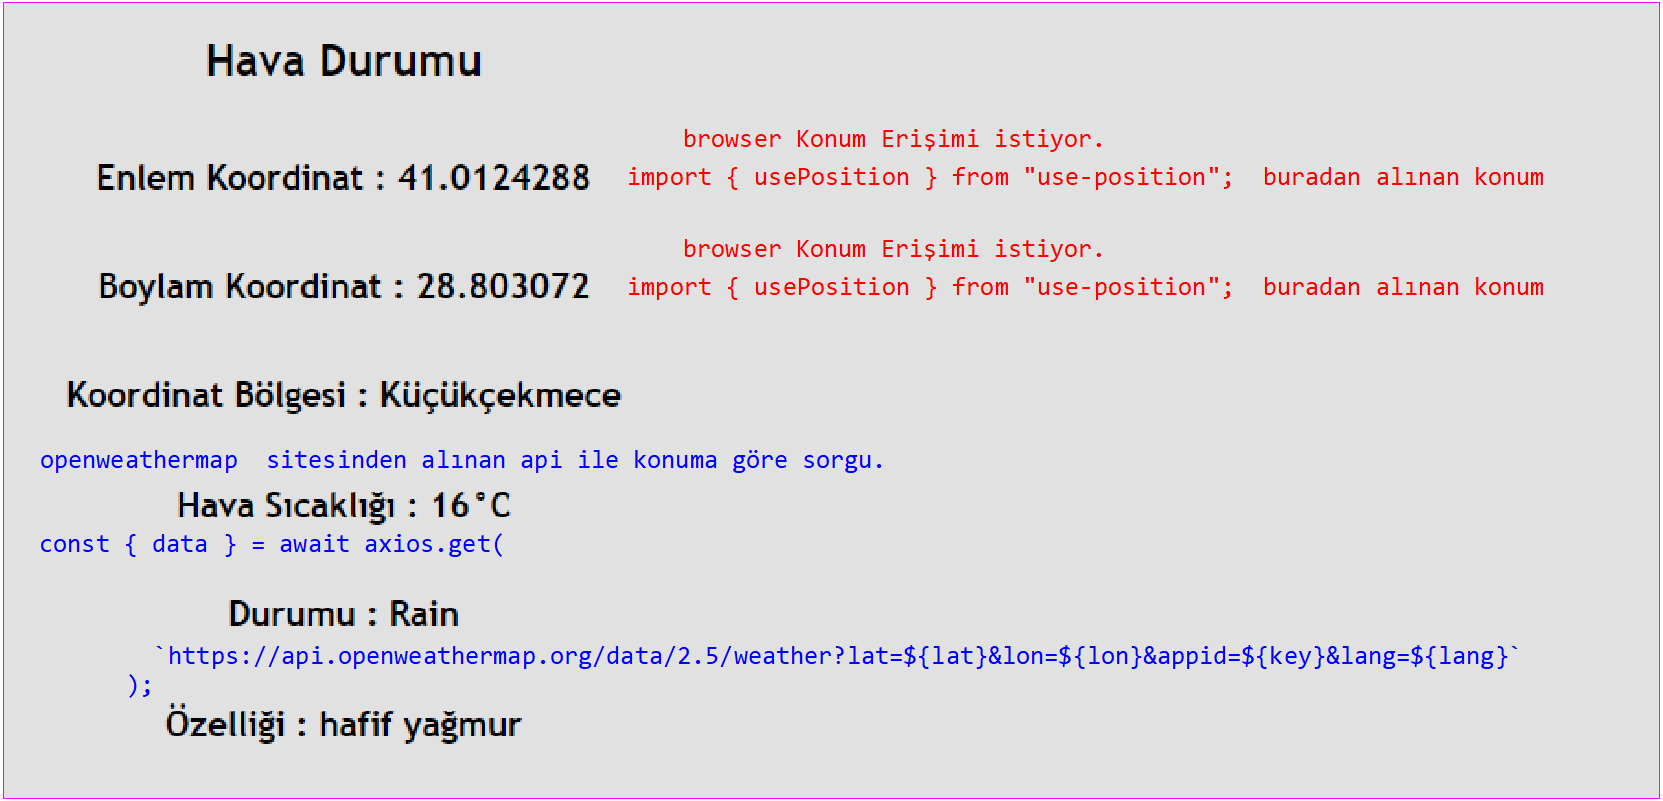 Hava Durumu
browser Konum Erişimi istiyor.
Enlem Koordinat : 41.0124288 import { usePosition } from "use-position"; buradan alınan konum
browser Konum Erişimi istiyor.
Boylam Koordinat : 28.803072 import { usePosition } from "use-position"; buradan alınan konum
Koordinat Bölgesi : Küçükçekmece
openweathermap sitesinden alınan api ile konuma göre sorgu.
Hava Sıcaklığı : 16°C
const { data } = await axios.get(
Durumu : Rain
`https://api.openweathermap.org/data/2.5/weather?lat=${lat}&lon=${lon}&appid=${key}&lang=${lang}`
);
Özelliği : hafif yağmur